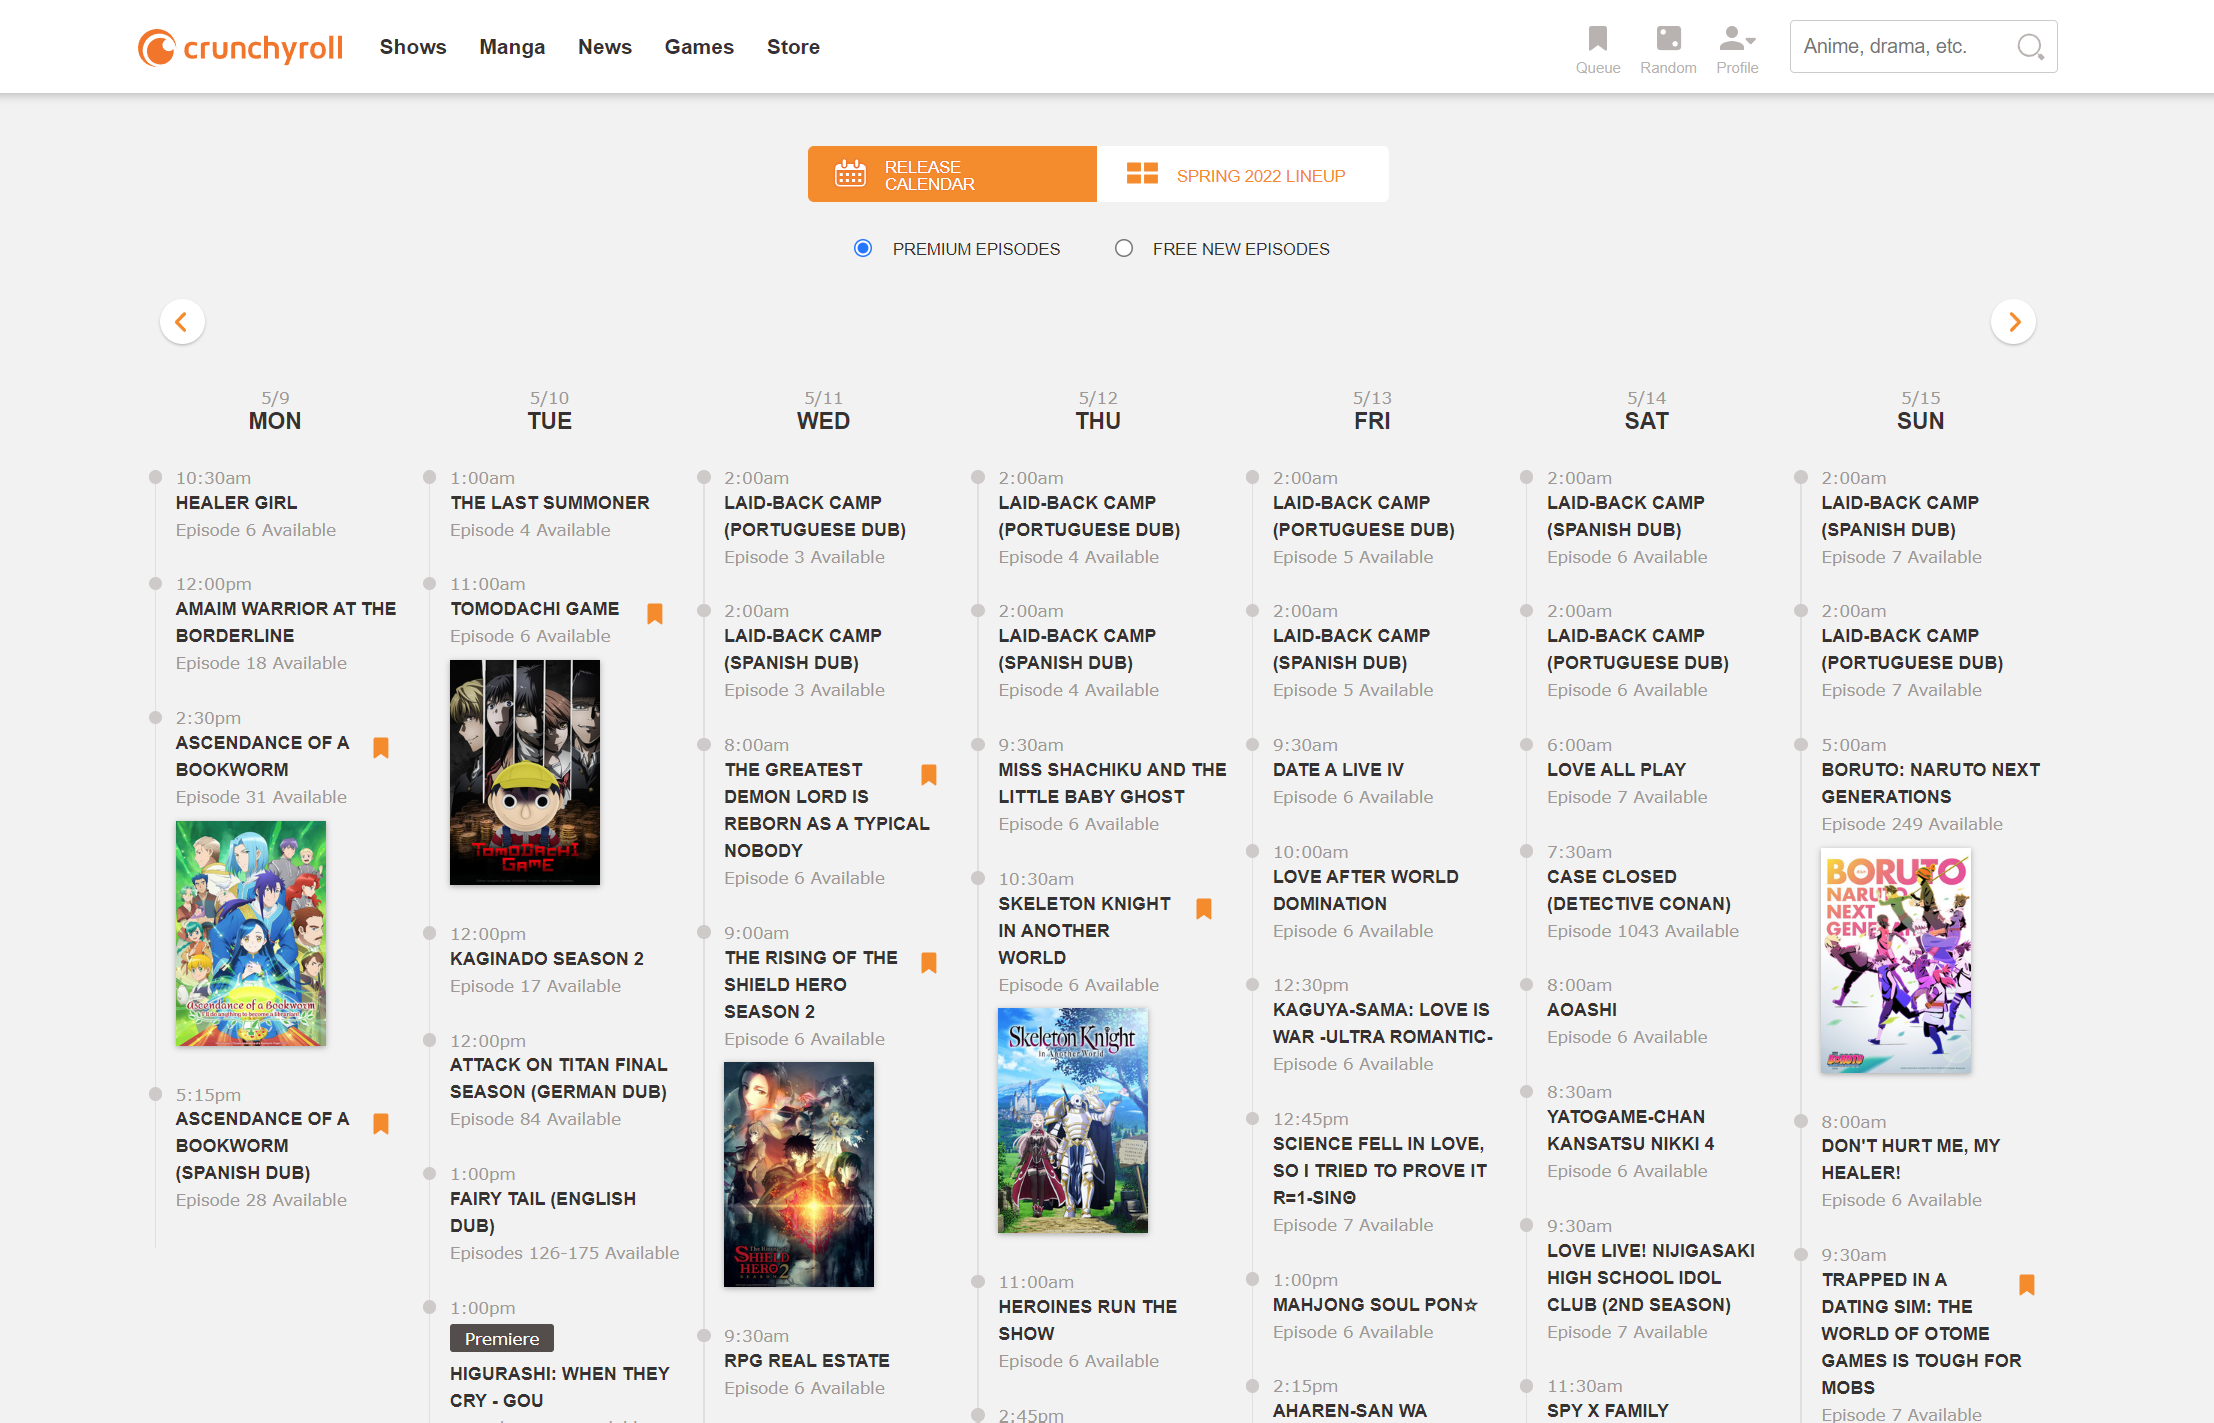 crunchyroll
Shows Manga News Games Store
Queue Random Profile
Anime, drama, etc.
RELEASE
CALENDAR
SPRING 2022 LINEUP
PREMIUM EPISODES
FREE NEW EPISODES
5/9
MON
10:30am
HEALER GIRL
Episode 6 Available
12:00pm
AMAIM WARRIOR AT THE
BORDERLINE
Episode 18 Available
2:30pm
ASCENDANCE OF A
BOOKWORM
Episode 31 Available
Ascendance of a Bookworm
I'll do anything to become a librarian!
5:15pm
ASCENDANCE OF A
BOOKWORM
(SPANISH DUB)
Episode 28 Available
5/10
TUE
1:00am
THE LAST SUMMONER
Episode 4 Available
11:00am
TOMODACHI GAME
Episode 6 Available
TOMODACHI
GAME
12:00pm
KAGINADO SEASON 2
Episode 17 Available
12:00pm
ATTACK ON TITAN FINAL
SEASON (GERMAN DUB)
Episode 84 Available
1:00pm
FAIRY TAIL (ENGLISH
DUB)
Episodes 126-175 Available
1:00pm
Premiere
HIGURASHI: WHEN THEY
CRY - GOU
5/11
WED
2:00am
LAID-BACK CAMP
(PORTUGUESE DUB)
Episode 3 Available
2:00am
LAID-BACK CAMP
(SPANISH DUB)
Episode 3 Available
8:00am
THE GREATEST
DEMON LORD IS
REBORN AS A TYPICAL
NOBODY
Episode 6 Available
9:00am
THE RISING OF THE
SHIELD HERO
SEASON 2
Episode 6 Available
The Rising
SHIELD
HERO 2
SEASON
9:30am
RPG REAL ESTATE
Episode 6 Available
5/12
THU
2:00am
LAID-BACK CAMP
(PORTUGUESE DUB)
Episode 4 Available
2:00am
LAID-BACK CAMP
(SPANISH DUB)
Episode 4 Available
9:30am
MISS SHACHIKU AND THE
LITTLE BABY GHOST
Episode 6 Available
10:30am
SKELETON KNIGHT
IN ANOTHER
WORLD
Episode 6 Available
Skeleton Knight
in Another World
11:00am
HEROINES RUN THE
SHOW
Episode 6 Available
2:45pm
5/13
FRI
2:00am
LAID-BACK CAMP
(PORTUGUESE DUB)
Episode 5 Available
2:00am
LAID-BACK CAMP
(SPANISH DUB)
Episode 5 Available
9:30am
DATE A LIVE IV
Episode 6 Available
10:00am
LOVE AFTER WORLD
DOMINATION
Episode 6 Available
12:30pm
KAGUYA-SAMA: LOVE IS
WAR -ULTRA ROMANTIC-
Episode 6 Available
12:45pm
SCIENCE FELL IN LOVE,
SO I TRIED TO PROVE IT
R=1-SINΘ
Episode 7 Available
1:00pm
MAHJONG SOUL PON☆
Episode 6 Available
2:15pm
AHAREN-SAN WA
5/14
SAT
2:00am
LAID-BACK CAMP
(SPANISH DUB)
Episode 6 Available
2:00am
LAID-BACK CAMP
(PORTUGUESE DUB)
Episode 6 Available
6:00am
LOVE ALL PLAY
Episode 7 Available
7:30am
CASE CLOSED
(DETECTIVE CONAN)
Episode 1043 Available
8:00am
AOASHI
Episode 6 Available
8:30am
YATOGAME-CHAN
KANSATSU NIKKI 4
Episode 6 Available
9:30am
LOVE LIVE! NIJIGASAKI
HIGH SCHOOL IDOL
CLUB (2ND SEASON)
Episode 7 Available
11:30am
SPY X FAMILY
5/15
SUN
2:00am
LAID-BACK CAMP
(SPANISH DUB)
Episode 7 Available
2:00am
LAID-BACK CAMP
(PORTUGUESE DUB)
Episode 7 Available
5:00am
BORUTO: NARUTO NEXT
GENERATIONS
Episode 249 Available
BORUTO
NARUTO
NEXT
BORUTO
8:00am
DON'T HURT ME, MY
HEALER!
Episode 6 Available
9:30am
TRAPPED IN A
DATING SIM: THE
WORLD OF OTOME
GAMES IS TOUGH FOR
MOBS
Episode 7 Available